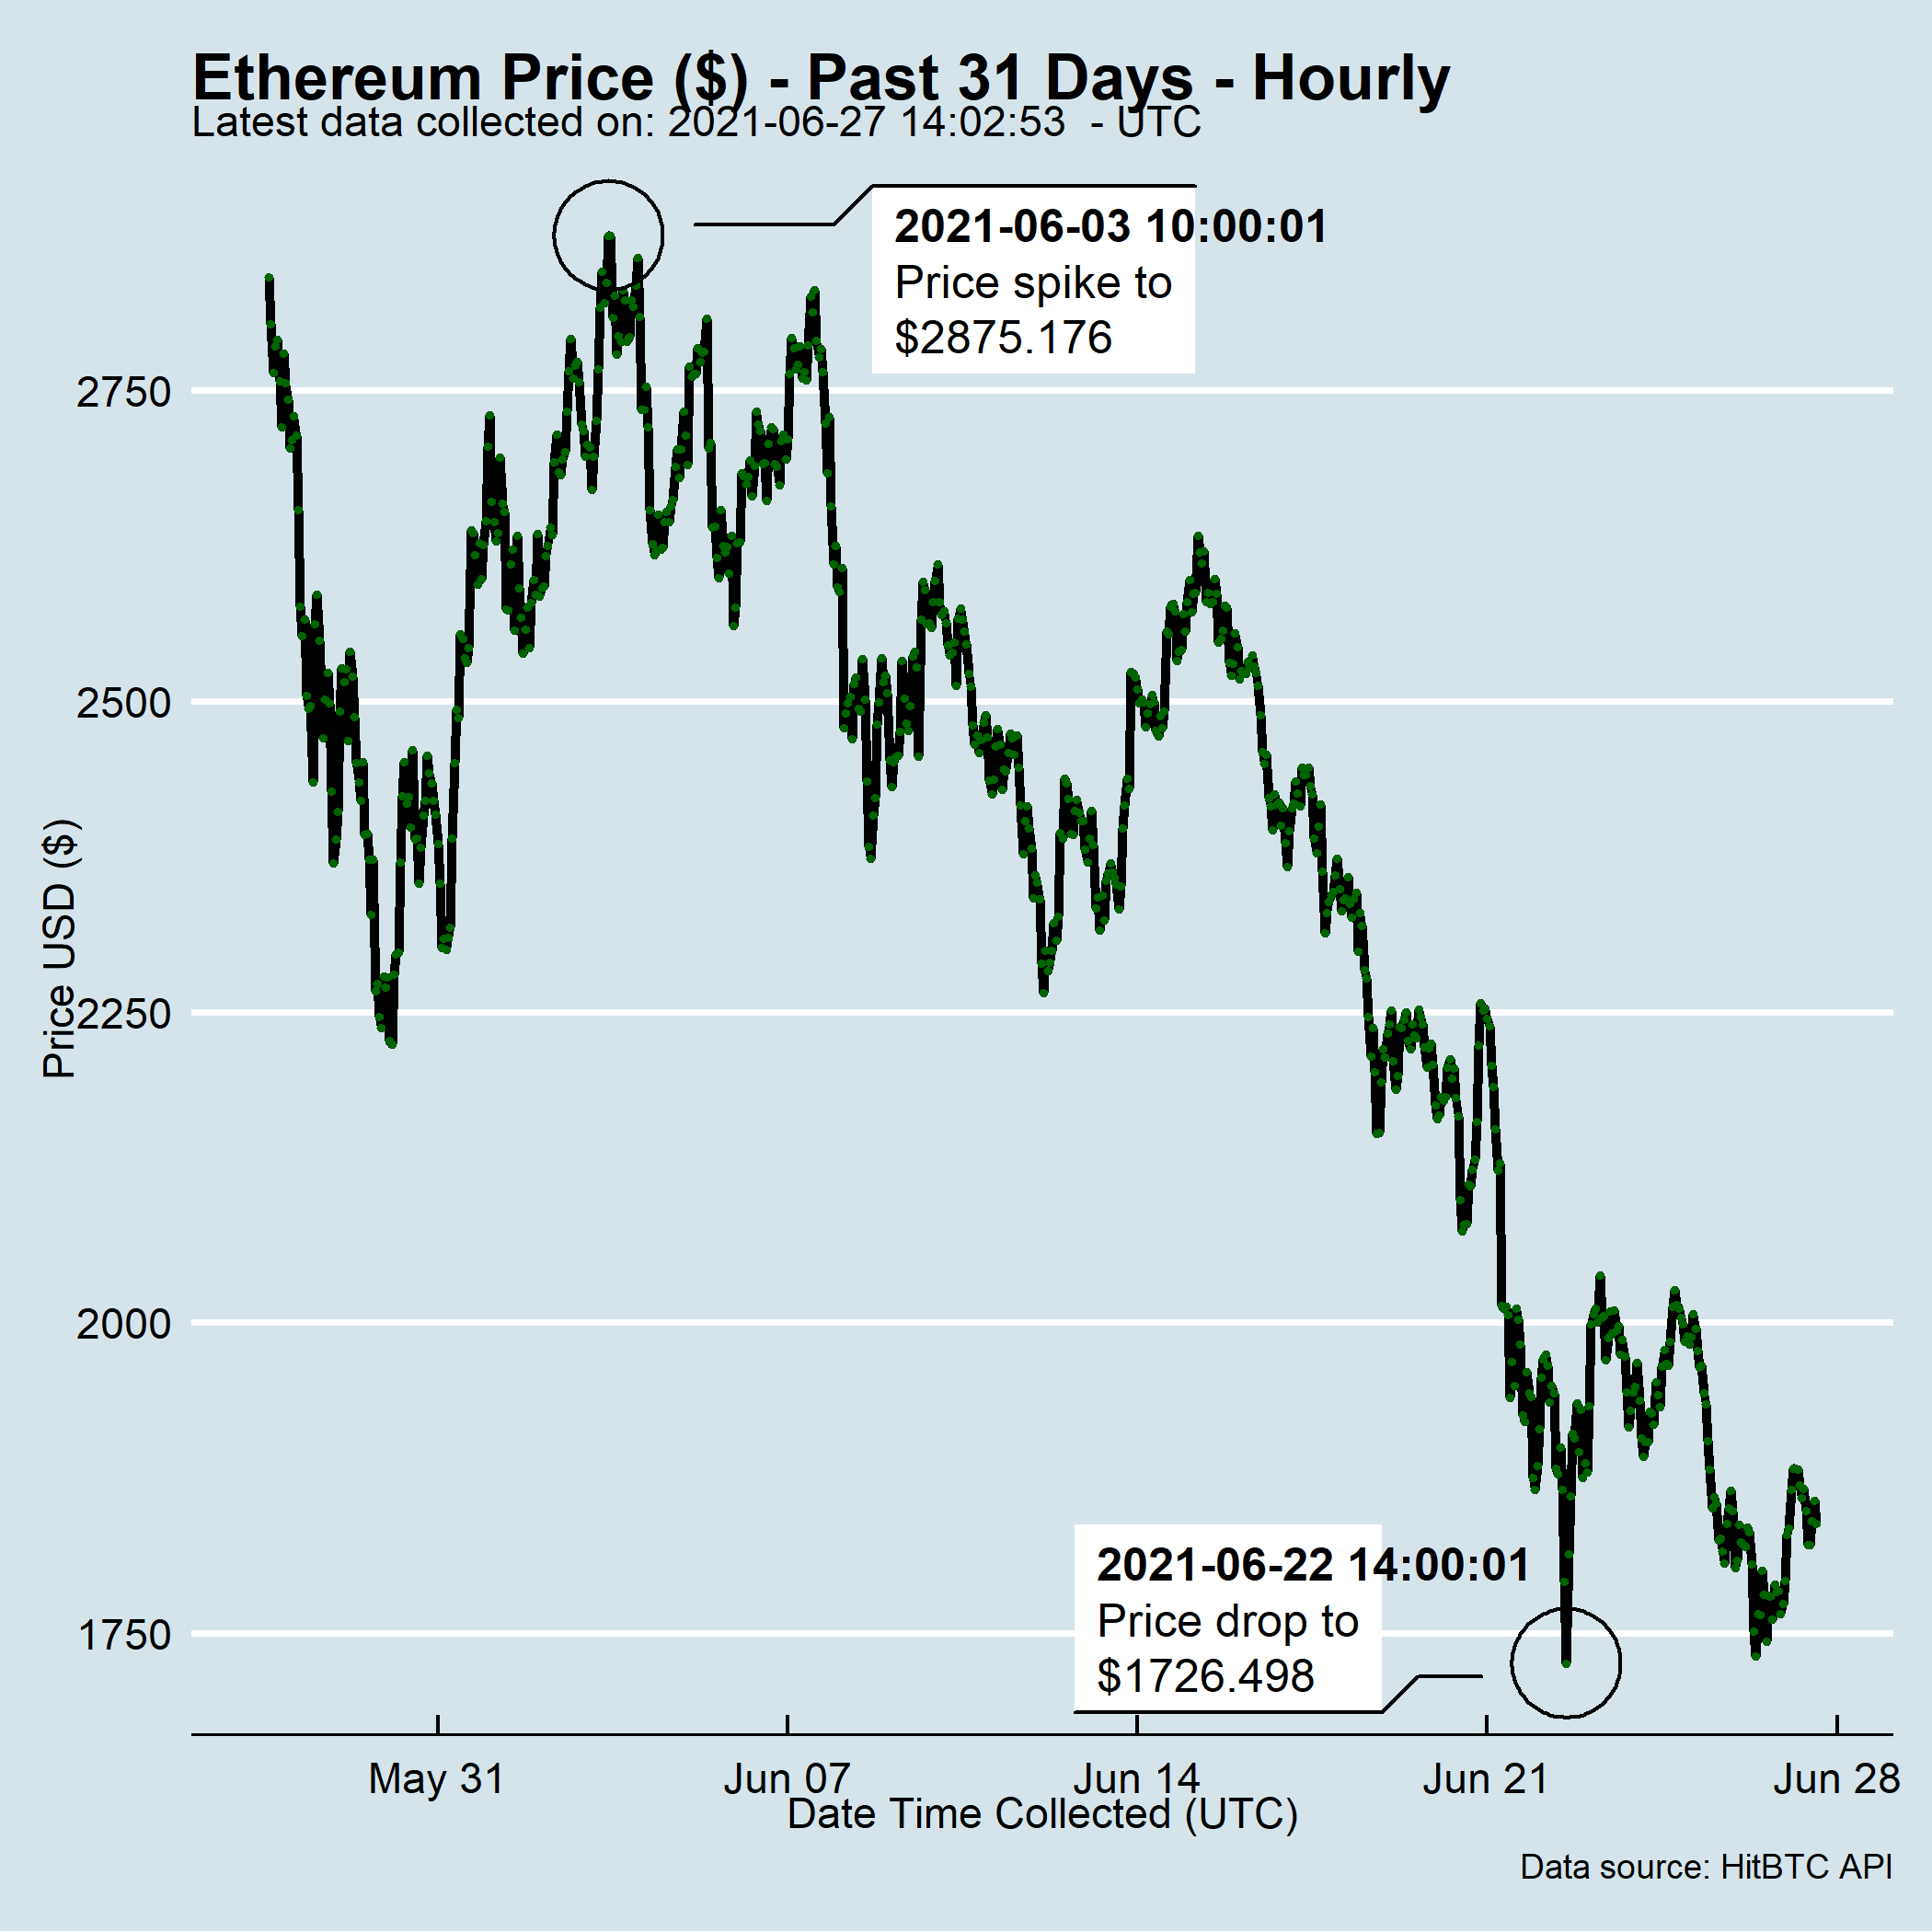 Ethereum Price ($) - Past 31 Days - Hourly
Latest data collected on: 2021-06-27 14:02:53  - UTC
2021-06-03 10:00:01
Price spike to
$2875.176
2750
2500
2250
2000
1750
Price USD ($)
2021-06-22 14:00:01
Price drop to
$1726.498
May 31
Jun 07
Jun 14
Jun 21
Jun 28
Date Time Collected (UTC)
Data source: HitBTC API